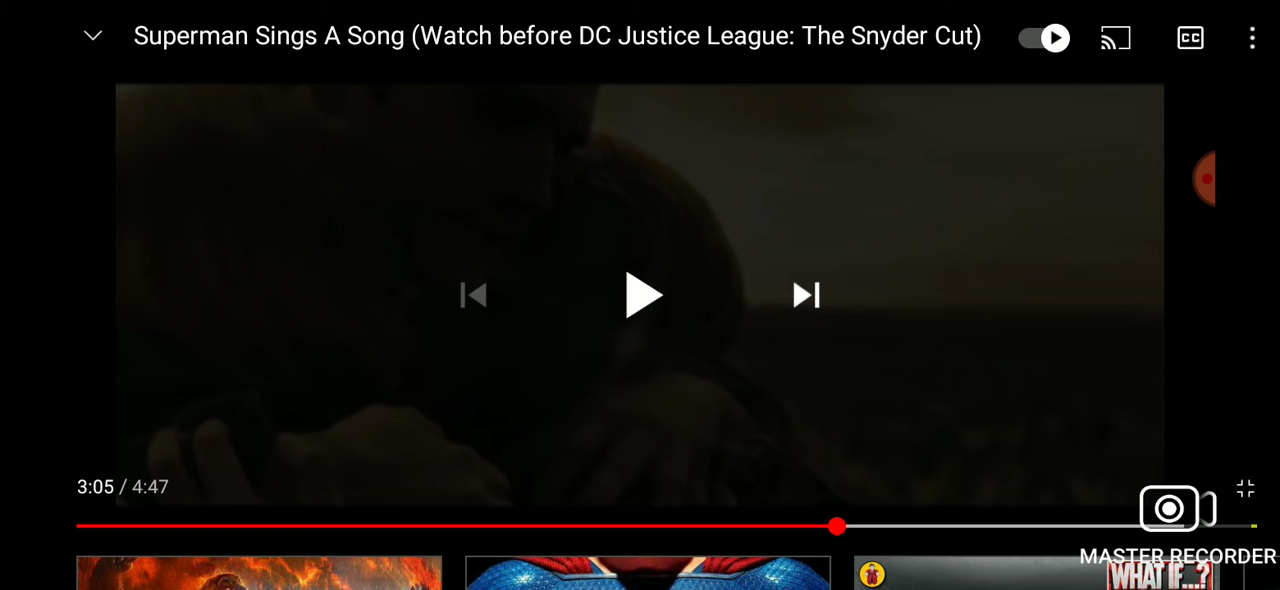 Superman Sings A Song (Watch before DC Justice League: The Snyder Cut)
CC
3:05 / 4:47
MASTER RECORDER
WHAT IF...?